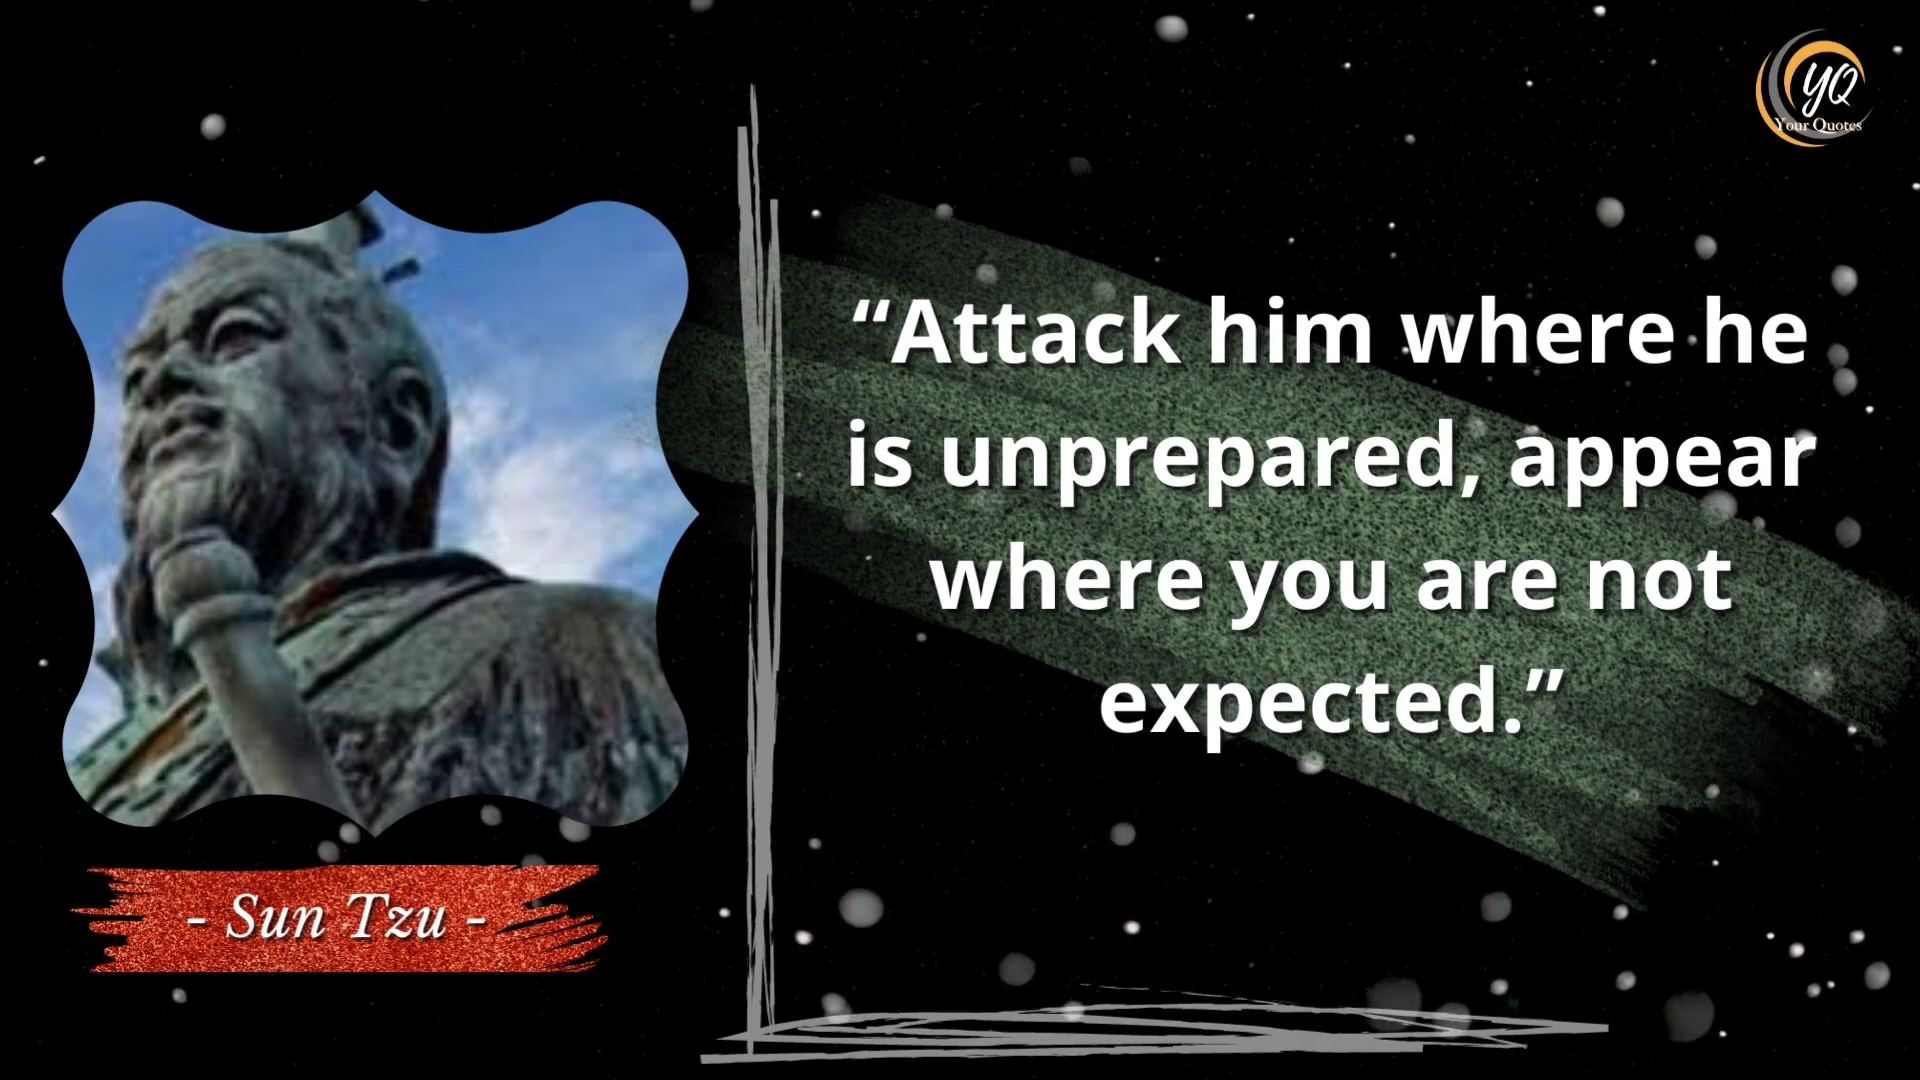 YQ
Your Quotes
“Attack him where he
is unprepared, appear
where you are not
expected.”
- Sun Tzu -